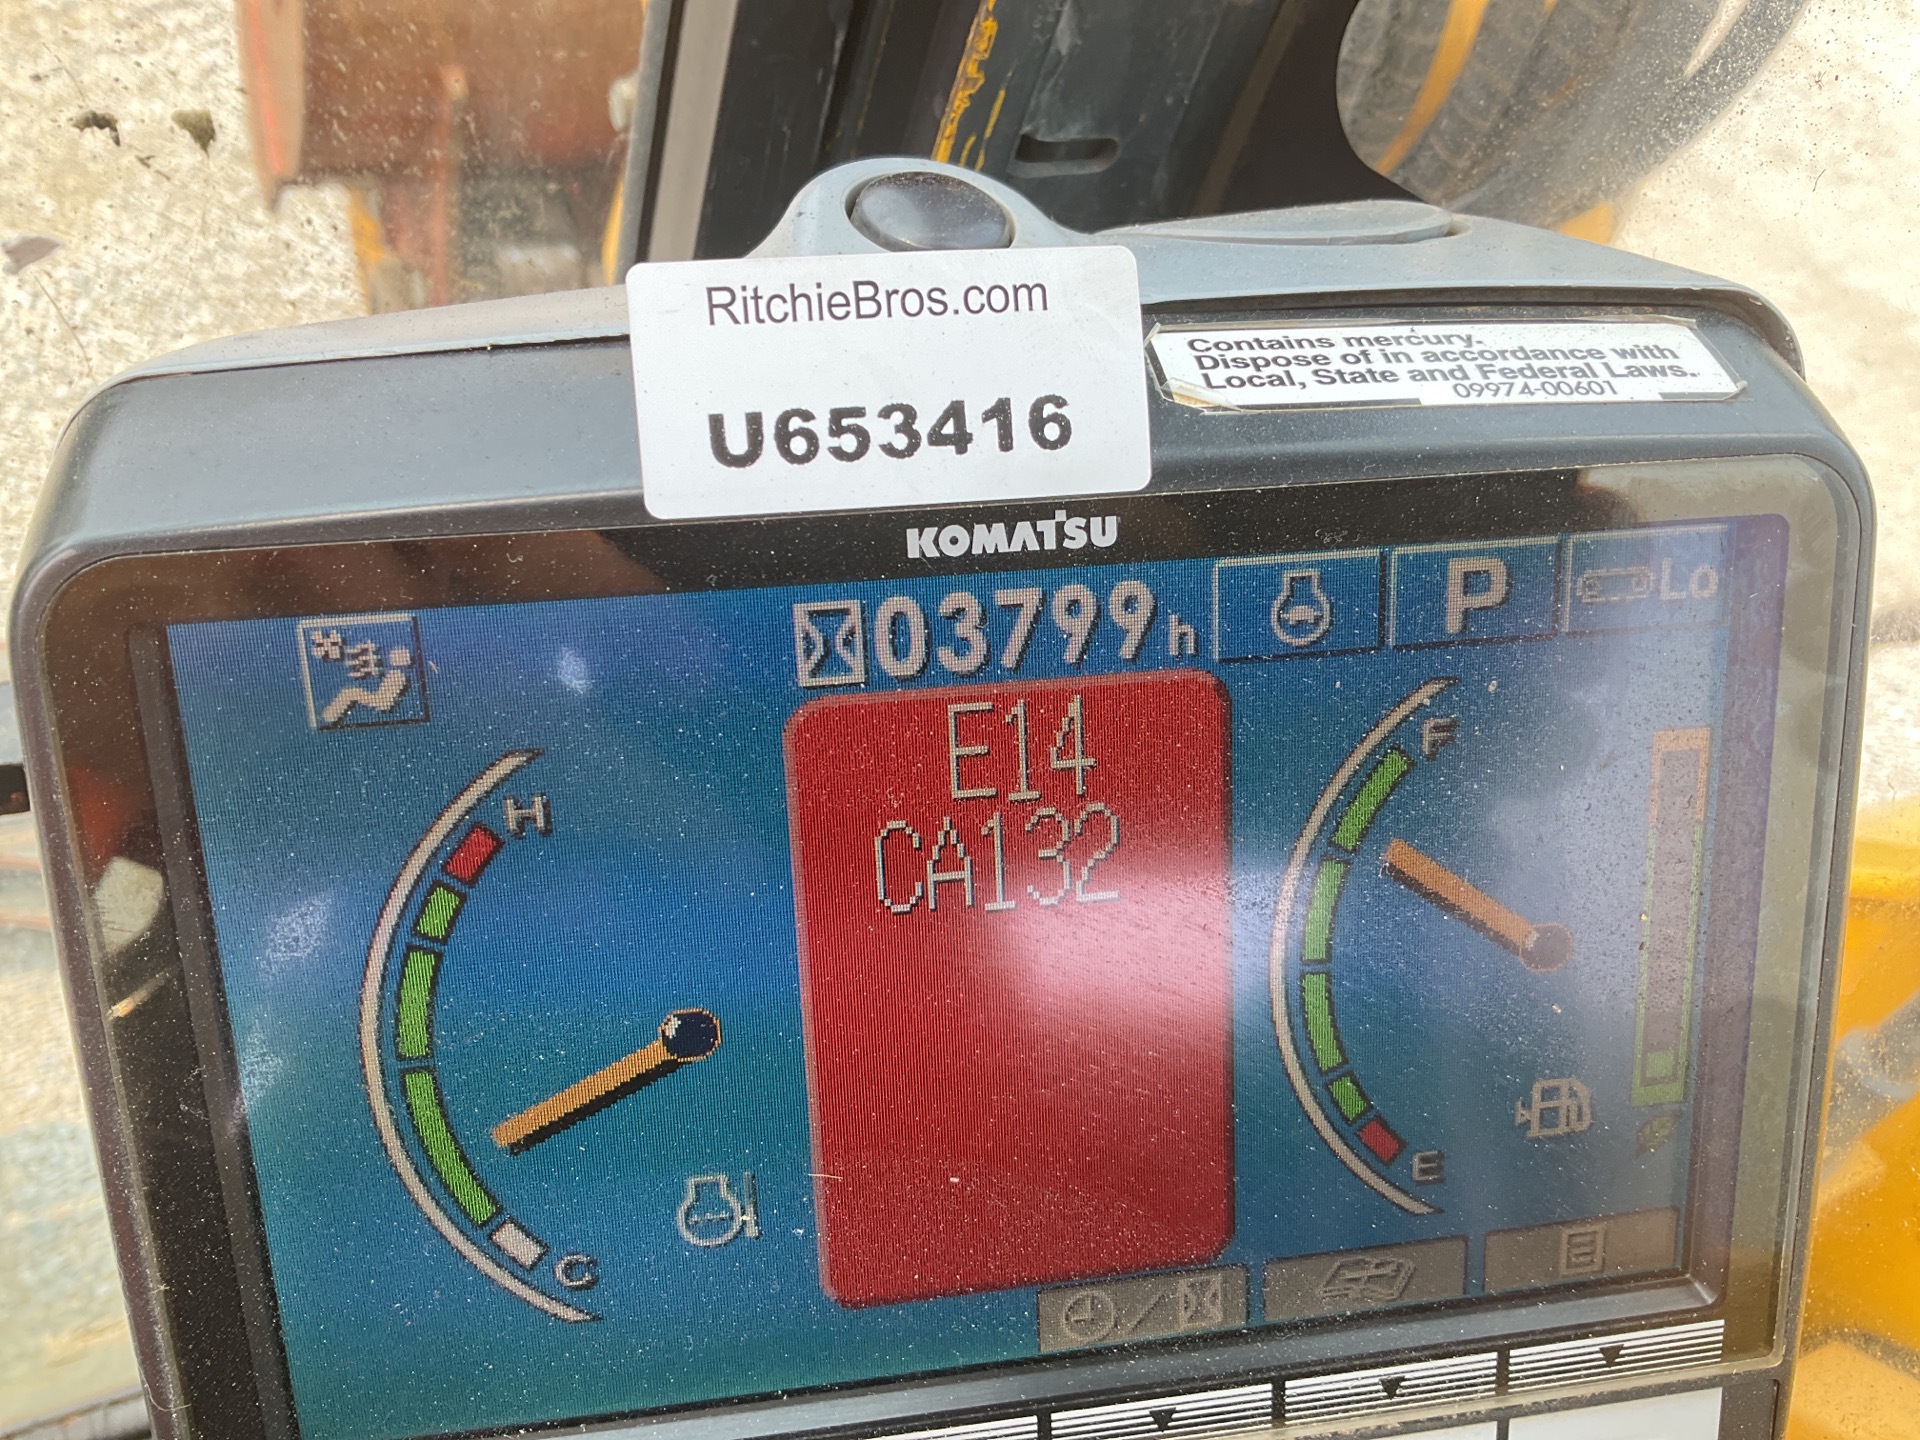 RitchieBros.com
U653416
Contains mercury.
Dispose of in accordance with
Local, State and Federal Laws.
09974-00601
KOMATSU
03799h
P
Lo
E14
CA132
H
C
F
E